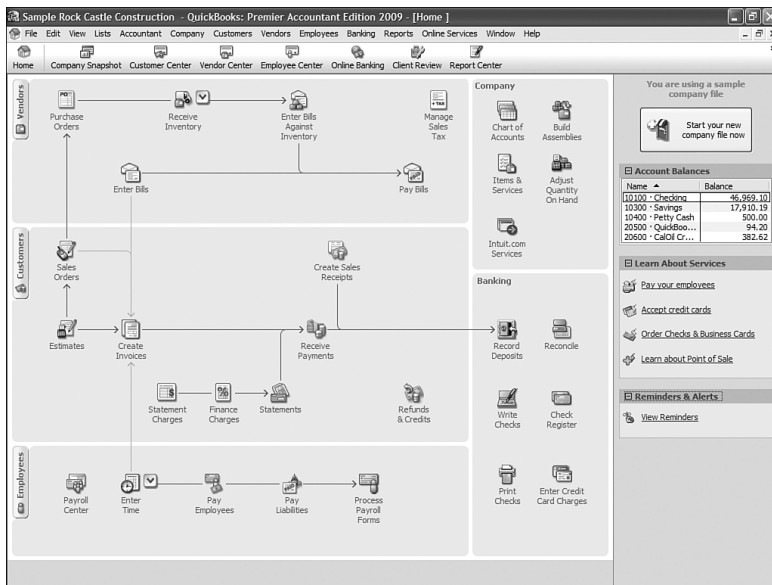 Sample Rock Castle Construction - QuickBooks: Premier Accountant Edition 2009 - [Home ]
File Edit View Lists Accountant Company Customers Vendors Employees Banking Reports Online Services Window Help
Home Company Snapshot Customer Center Vendor Center Employee Center Online Banking Client Review Report Center
Vendors
Purchase
Orders
Receive
Inventory
Enter Bills
Against
Inventory
Manage
Sales
Tax
Enter Bills
Pay Bills
Customers
Sales
Orders
Create Sales
Receipts
Estimates
Create
Invoices
Receive
Payments
Statement
Charges
Finance
Charges
Statements
Refunds
& Credits
Employees
Payroll
Center
Enter
Time
Pay
Employees
Pay
Liabilities
Process
Payroll
Forms
Company
Chart of
Accounts
Build
Assemblies
Items &
Services
Adjust
Quantity
On Hand
Intuit.com
Services
Banking
Record
Deposits
Reconcile
Write
Checks
Check
Register
Print
Checks
Enter Credit
Card Charges
You are using a sample
company file
Start your new
company file now
Account Balances
Name Balance
10100 · Checking 46,969.10
10300 · Savings 17,910.19
10400 · Petty Cash 500.00
20500 · QuickBoo... 94.20
20600 · CalOil Cr... 382.62
Learn About Services
Pay your employees
Accept credit cards
Order Checks & Business Cards
Learn about Point of Sale
Reminders & Alerts
View Reminders